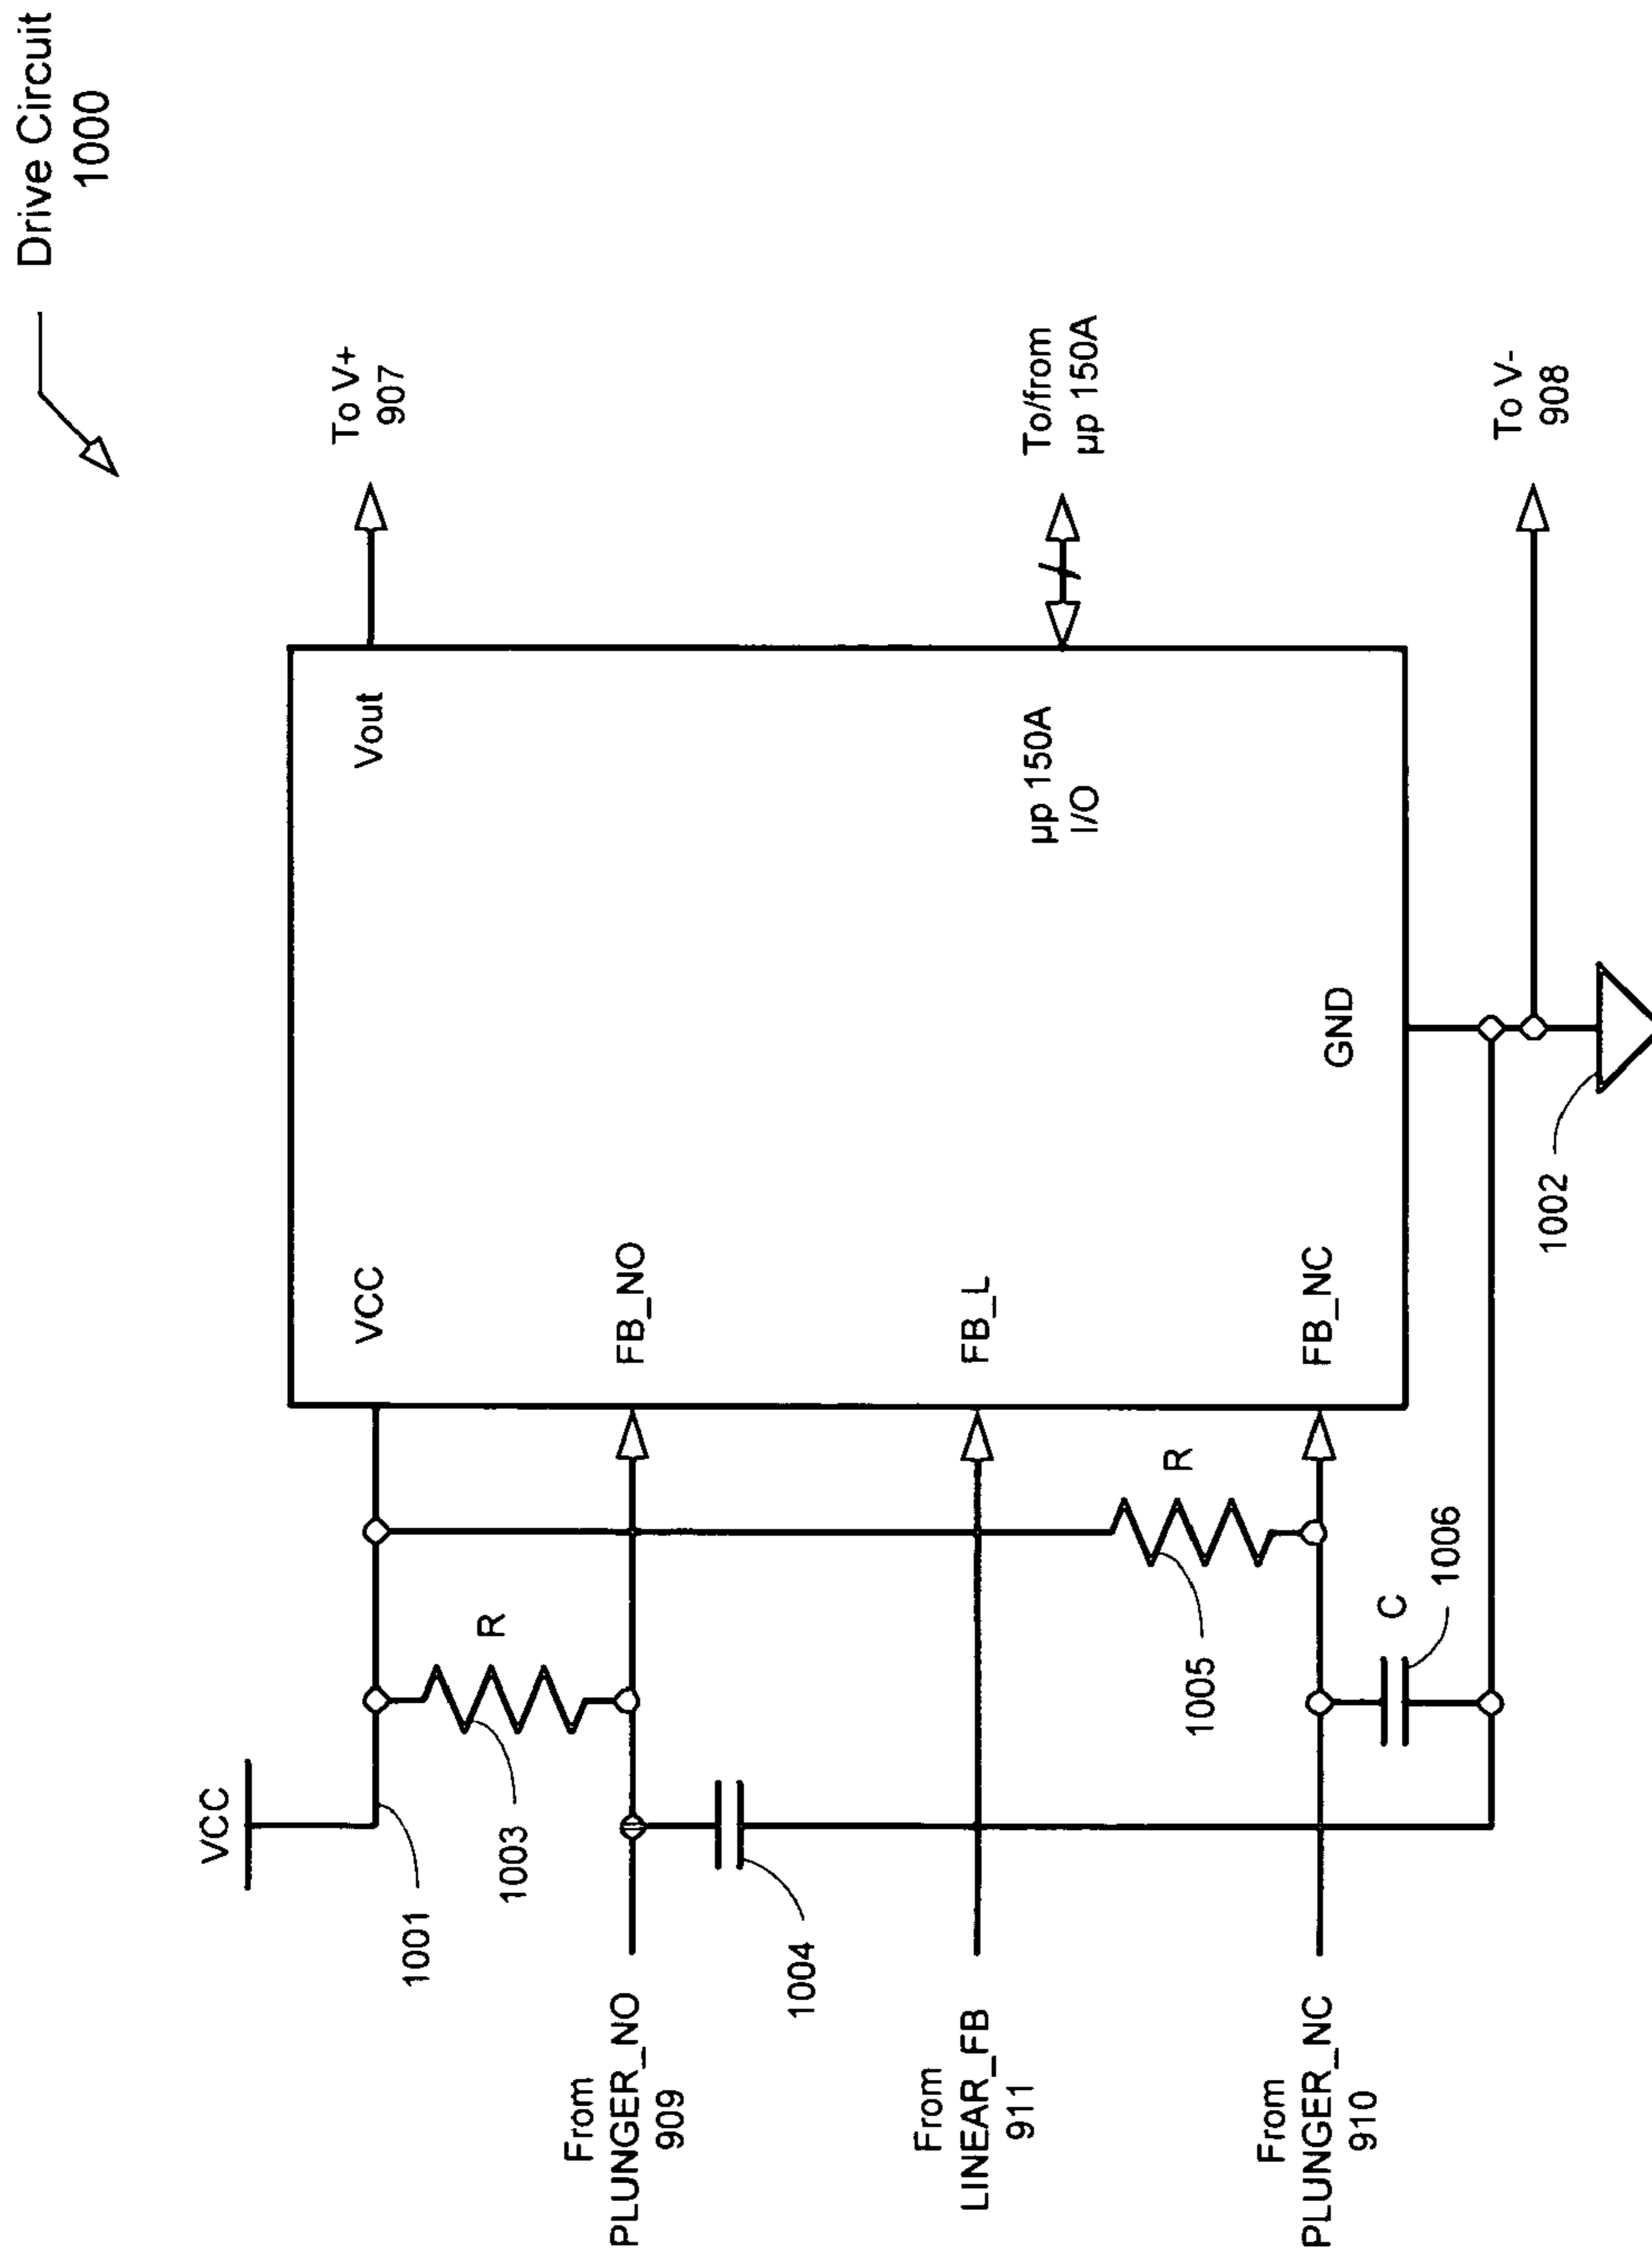 Drive Circuit
1000
VCC
1001
1003
R
1004
1005
R
C
1006
1002
From
PLUNGER_NO
909
From
LINEAR_FB
911
From
PLUNGER_NC
910
VCC
FB_NO
FB_L
FB_NC
GND
Vout
µp 150A
I/O
To V+
907
To/from
µp 150A
To V-
908